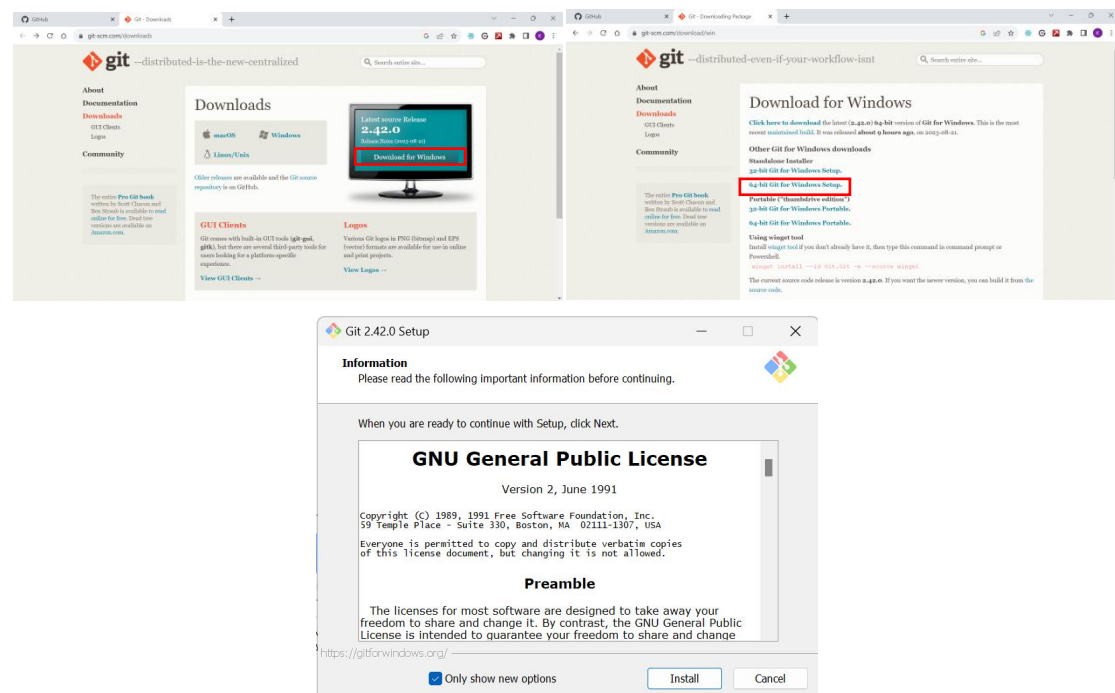 GitHub
Git - Downloads
git-scm.com/downloads
git --distributed-is-the-new-centralized
Search entire site...
About
Documentation
Downloads
GUI Clients
Logos
Community
The entire Pro Git book
written by Scott Chacon and
Ben Straub is available to read
online for free. Dead tree
versions are available on
Amazon.com.
Downloads
macOS
Windows
Linux/Unix
Older releases are available and the Git source
repository is on GitHub.
Latest source Release
2.42.0
Release Notes (2023-08-21)
Download for Windows
GUI Clients
Git comes with built-in GUI tools (git-gui,
gitk), but there are several third-party tools for
users looking for a platform-specific
experience.
View GUI Clients →
Logos
Various Git logos in PNG (bitmap) and EPS
(vector) formats are available for use in online
and print projects.
View Logos →
GitHub
Git - Downloading Package
git-scm.com/download/win
git --distributed-even-if-your-workflow-isnt
Search entire site...
About
Documentation
Downloads
GUI Clients
Logos
Community
The entire Pro Git book
written by Scott Chacon and
Ben Straub is available to read
online for free. Dead tree
versions are available on
Amazon.com.
Download for Windows
Click here to download the latest (2.42.0) 64-bit version of Git for Windows. This is the most
recent maintained build. It was released about 9 hours ago, on 2023-08-21.
Other Git for Windows downloads
Standalone Installer
32-bit Git for Windows Setup.
64-bit Git for Windows Setup.
Portable ("thumbdrive edition")
32-bit Git for Windows Portable.
64-bit Git for Windows Portable.
Using winget tool
Install winget tool if you don't already have it, then type this command in command prompt or
Powershell.
winget install --id Git.Git -e --source winget
The current source code release is version 2.42.0. If you want the newer version, you can build it from the
source code.
Git 2.42.0 Setup
Information
Please read the following important information before continuing.
When you are ready to continue with Setup, click Next.
GNU General Public License
Version 2, June 1991
Copyright (C) 1989, 1991 Free Software Foundation, Inc.
59 Temple Place - Suite 330, Boston, MA 02111-1307, USA
Everyone is permitted to copy and distribute verbatim copies
of this license document, but changing it is not allowed.
Preamble
The licenses for most software are designed to take away your
freedom to share and change it. By contrast, the GNU General Public
License is intended to guarantee your freedom to share and change
https://gitforwindows.org/
Only show new options
Install
Cancel